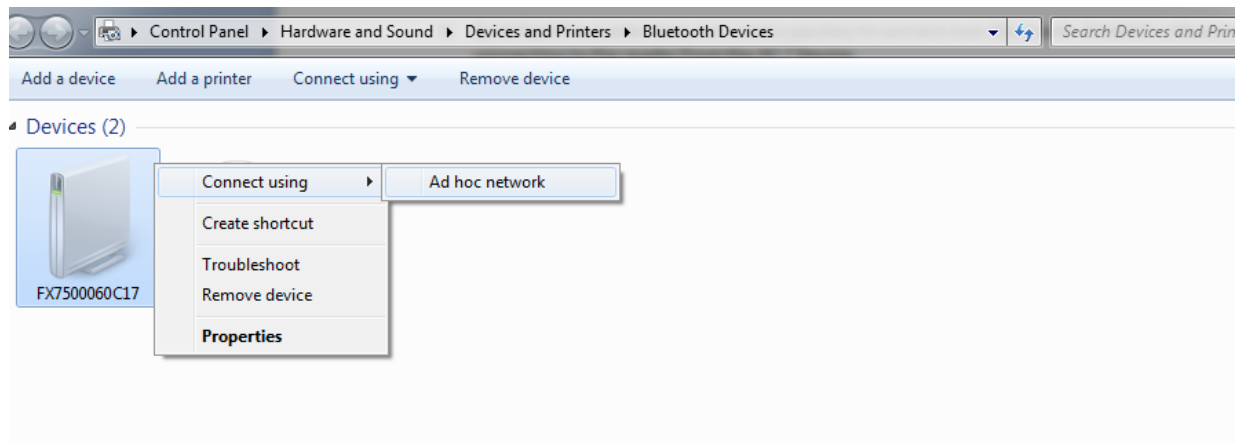 Control Panel Hardware and Sound Devices and Printers Bluetooth Devices Search Devices and Prin
Add a device Add a printer Connect using Remove device
Devices (2)
Connect using Ad hoc network
Create shortcut
Troubleshoot
FX7500060C17 Remove device
Properties